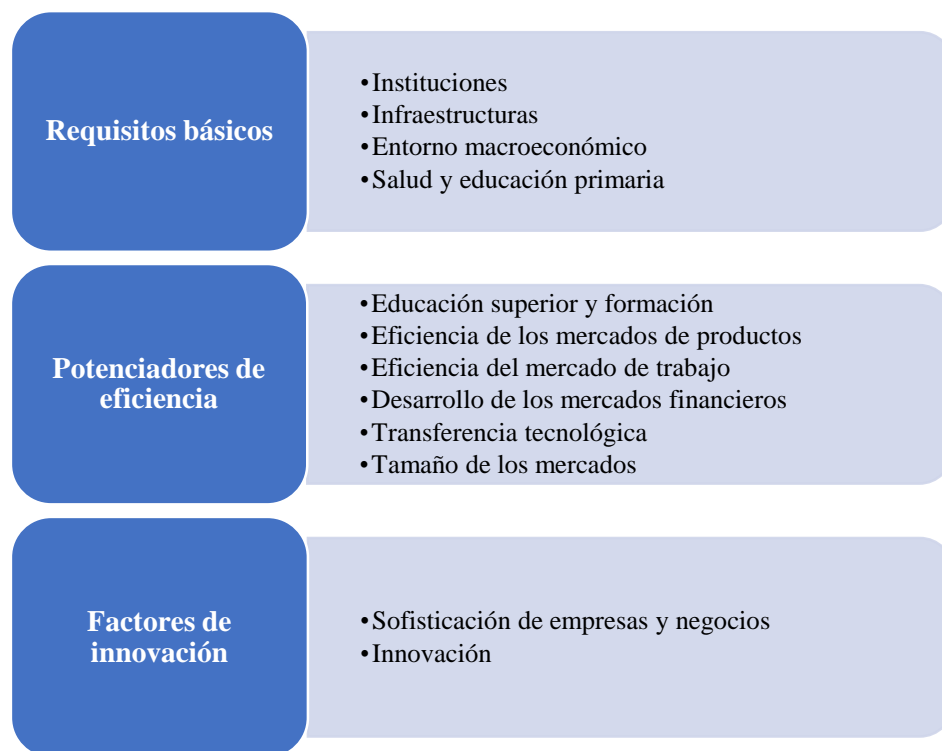 Requisitos básicos
•Instituciones
•Infraestructuras
•Entorno macroeconómico
•Salud y educación primaria
Potenciadores de
eficiencia
•Educación superior y formación
•Eficiencia de los mercados de productos
•Eficiencia del mercado de trabajo
•Desarrollo de los mercados financieros
•Transferencia tecnológica
•Tamaño de los mercados
Factores de
innovación
•Sofisticación de empresas y negocios
•Innovación